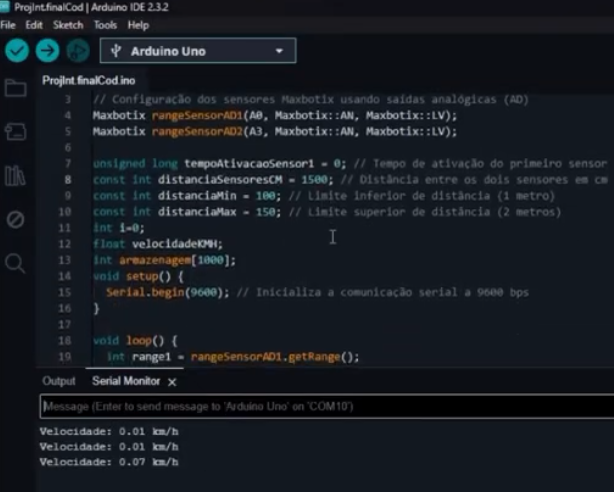 ProjInt.finalCod | Arduino IDE 2.3.2
File Edit Sketch Tools Help
Arduino Uno
ProjInt.finalCod.ino
3 // Configuração dos sensores Maxbotix usando saídas analógicas (AD)
4 Maxbotix rangeSensorAD1(A0, Maxbotix::AN, Maxbotix::LV);
5 Maxbotix rangeSensorAD2(A3, Maxbotix::AN, Maxbotix::LV);
6
7 unsigned long tempoAtivacaoSensor1 = 0; // Tempo de ativação do primeiro sensor
8 const int distanciaSensoresCM = 1500; // Distância entre os dois sensores em cm
9 const int distanciaMin = 100; // Limite inferior de distância (1 metro)
10 const int distanciaMax = 150; // Limite superior de distância (2 metros)
11 int i=0;
12 float velocidadeKMH;
13 int armazenagem[1000];
14 void setup() {
15 Serial.begin(9600); // Inicializa a comunicação serial a 9600 bps
16 }
17
18 void loop() {
19 int range1 = rangeSensorAD1.getRange();
Output Serial Monitor
Message (Enter to send message to 'Arduino Uno' on 'COM10')
Velocidade: 0.01 km/h
Velocidade: 0.01 km/h
Velocidade: 0.07 km/h